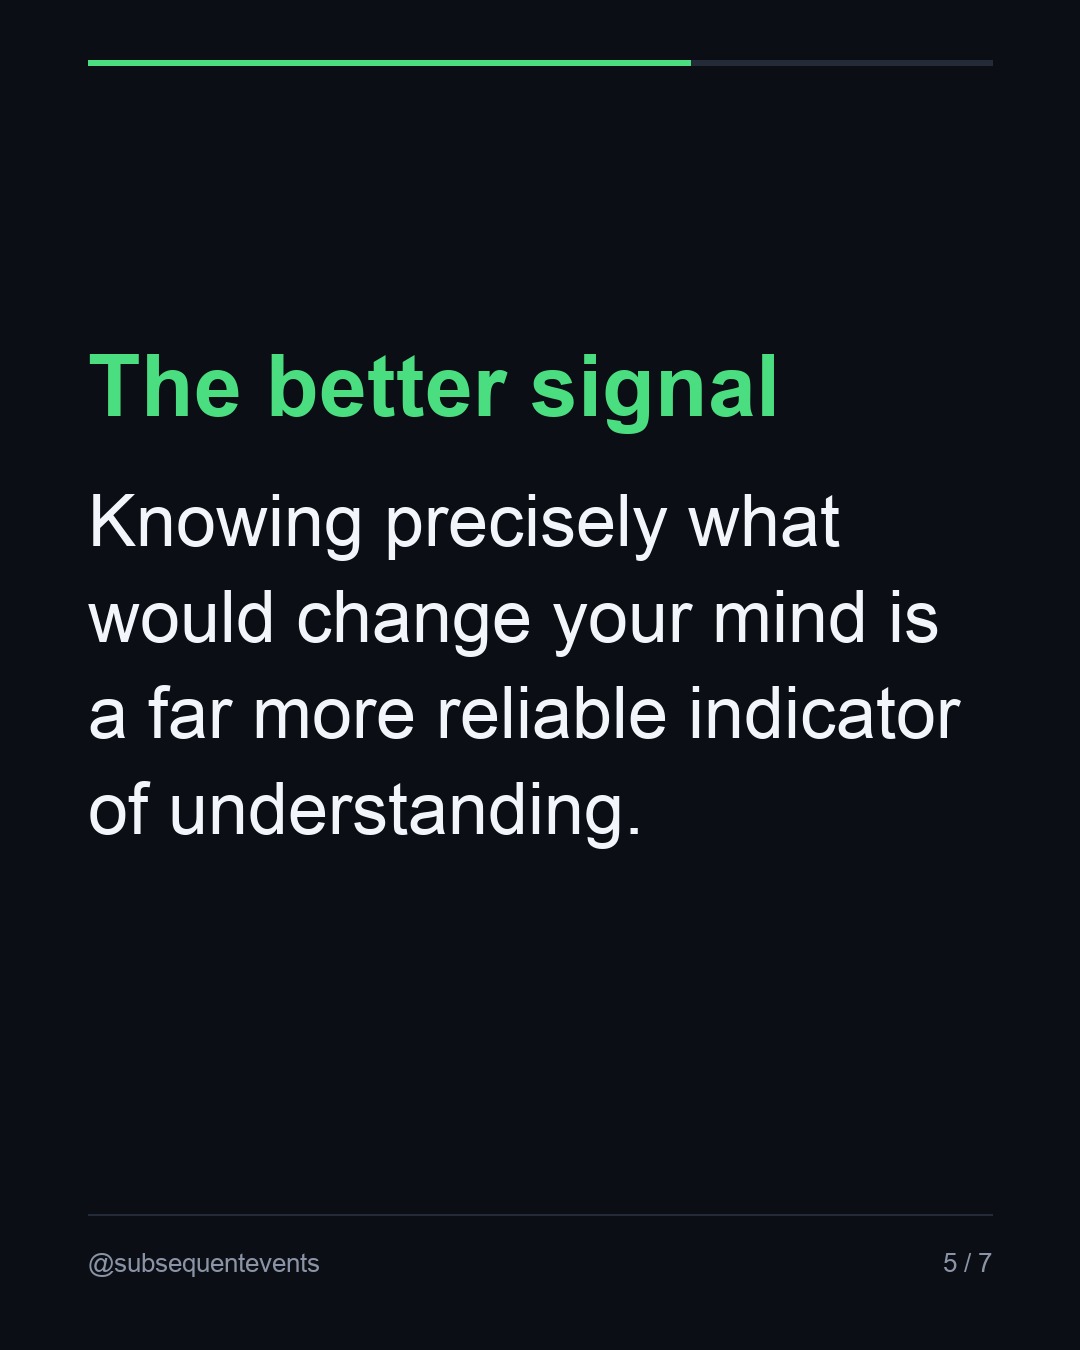 The better signal
Knowing precisely what
would change your mind is
a far more reliable indicator
of understanding.
@subsequentevents
5 / 7